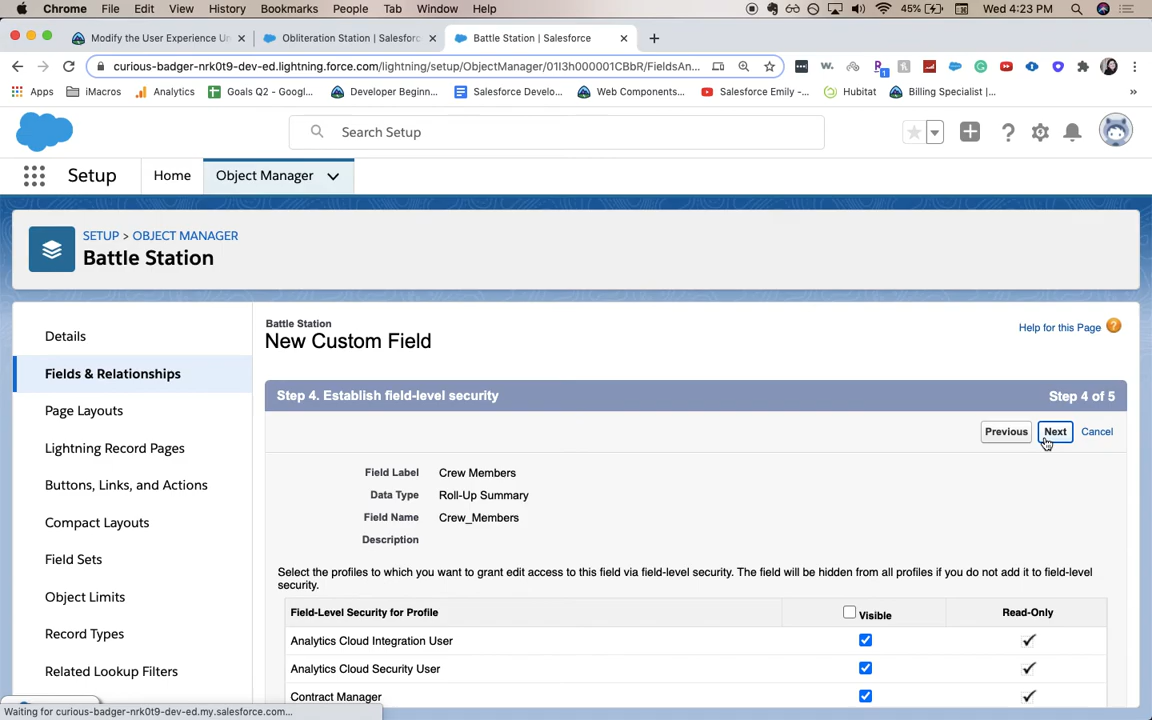 Chrome File Edit View History Bookmarks People Tab Window Help 45% Wed 4:23 PM
Modify the User Experience Un Obliteration Station | Salesforc Battle Station | Salesforce
curious-badger-nrk0t9-dev-ed.lightning.force.com/lightning/setup/ObjectManager/01I3h000001CBbR/FieldsAn...
Apps iMacros Analytics Goals Q2 - Googl... Developer Beginn... Salesforce Develo... Web Components... Salesforce Emily -... Hubitat Billing Specialist |... »
Search Setup
Setup Home Object Manager
SETUP > OBJECT MANAGER
Battle Station
Details
Fields & Relationships
Page Layouts
Lightning Record Pages
Buttons, Links, and Actions
Compact Layouts
Field Sets
Object Limits
Record Types
Related Lookup Filters
Battle Station
New Custom Field
Help for this Page ?
Step 4. Establish field-level security Step 4 of 5
Previous Next Cancel
Field Label Crew Members
Data Type Roll-Up Summary
Field Name Crew_Members
Description
Select the profiles to which you want to grant edit access to this field via field-level security. The field will be hidden from all profiles if you do not add it to field-level
security.
Field-Level Security for Profile Visible Read-Only
Analytics Cloud Integration User
Analytics Cloud Security User
Contract Manager
Waiting for curious-badger-nrk0t9-dev-ed.my.salesforce.com...